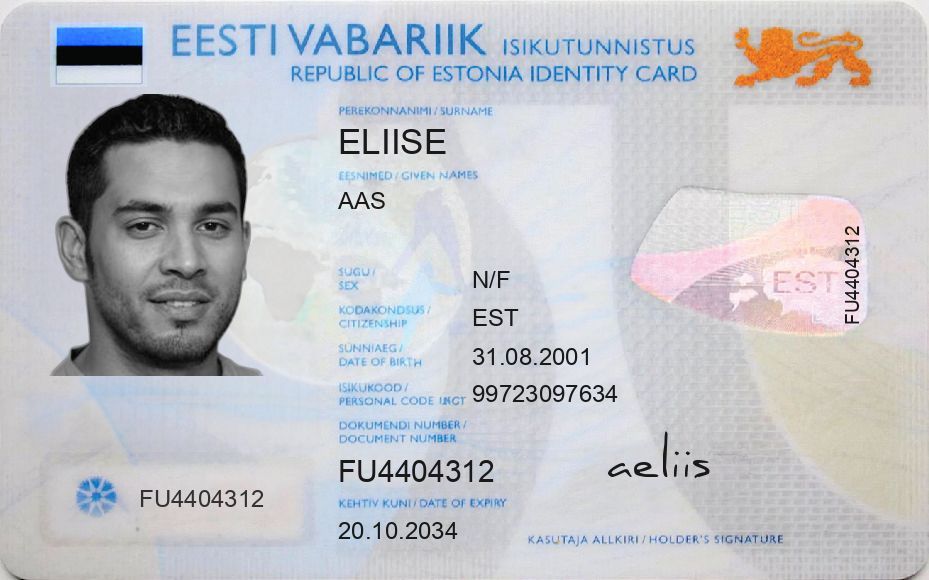 EESTI VABARIIK ISIKUTUNNISTUS
REPUBLIC OF ESTONIA IDENTITY CARD
PEREKONNANIMI / SURNAME
ELIISE
EESNIMED / GIVEN NAMES
AAS
SUGU /
SEX
N/F
KODAKONDSUS /
CITIZENSHIP
EST
SÜNNIAEG /
DATE OF BIRTH
31.08.2001
ISIKUKOOD /
PERSONAL CODE
99723097634
DOKUMENDI NUMBER /
DOCUMENT NUMBER
FU4404312
KEHTIV KUNI / DATE OF EXPIRY
20.10.2034
FU4404312
EST
FU4404312
aeliis
KASUTAJA ALLKIRI / HOLDER'S SIGNATURE